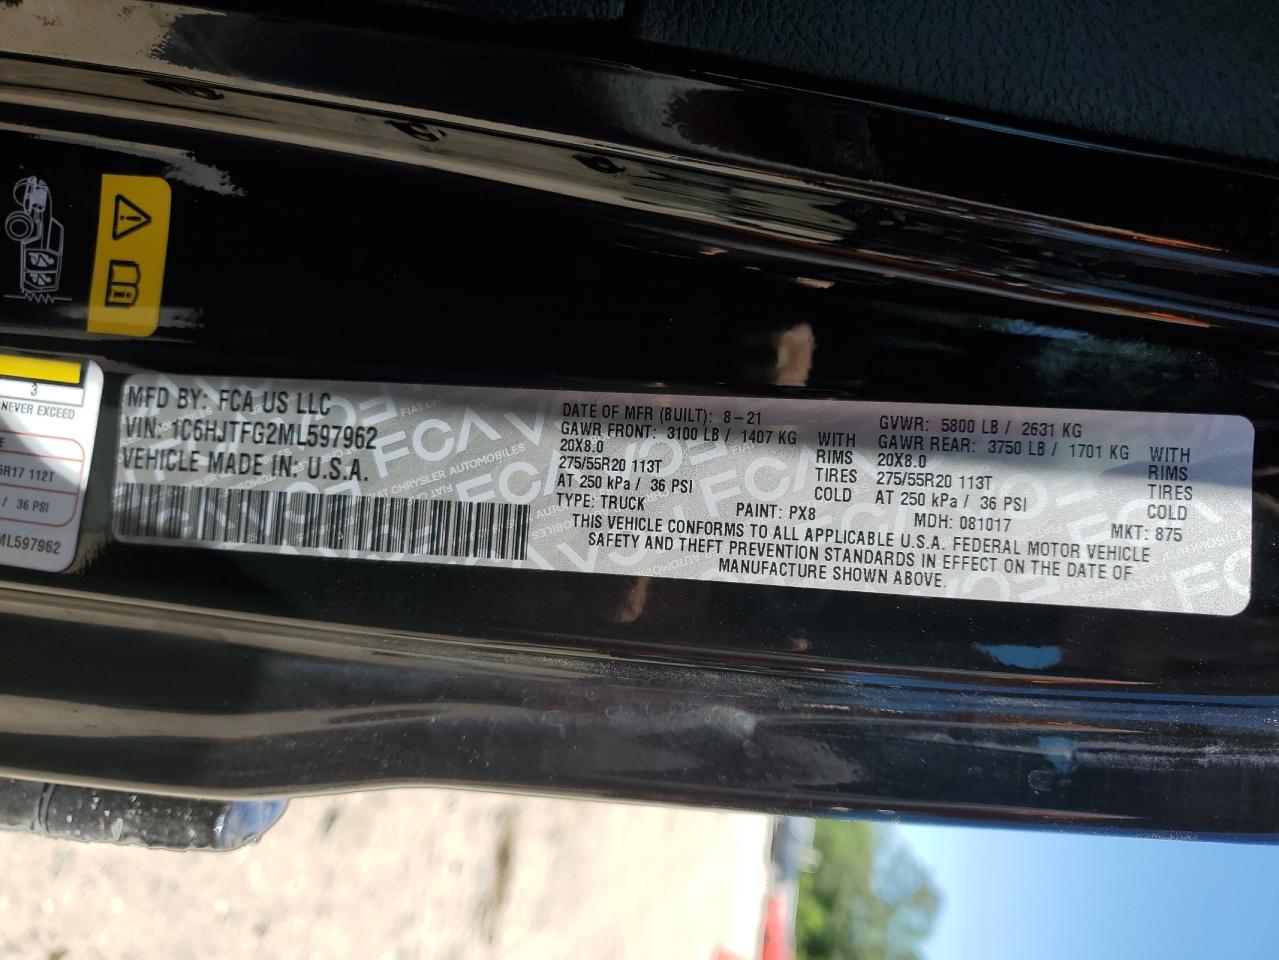 3
NEVER EXCEED
5R17 112T
/ 36 PSI
ML597962
MFD BY: FCA US LLC
VIN: 1C6HJTFG2ML597962
VEHICLE MADE IN: U.S.A.
DATE OF MFR (BUILT): 8-21 GVWR: 5800 LB / 2631 KG
GAWR FRONT: 3100 LB / 1407 KG WITH GAWR REAR: 3750 LB / 1701 KG WITH
20X8.0 RIMS 20X8.0 RIMS
275/55R20 113T TIRES 275/55R20 113T TIRES
AT 250 kPa / 36 PSI COLD AT 250 kPa / 36 PSI COLD
TYPE: TRUCK PAINT: PX8 MDH: 081017 MKT: 875
THIS VEHICLE CONFORMS TO ALL APPLICABLE U.S.A. FEDERAL MOTOR VEHICLE
SAFETY AND THEFT PREVENTION STANDARDS IN EFFECT ON THE DATE OF
MANUFACTURE SHOWN ABOVE.
FCA
FIAT CHRYSLER AUTOMOBILES